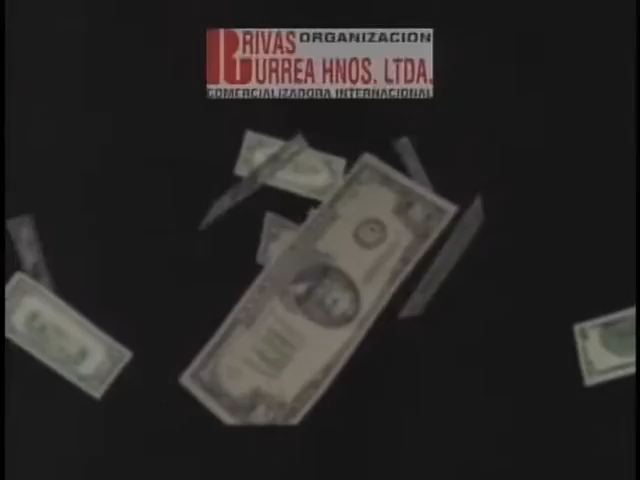 RIVAS ORGANIZACION
URREA HNOS. LTDA.
COMERCIALIZADORA INTERNACIONAL